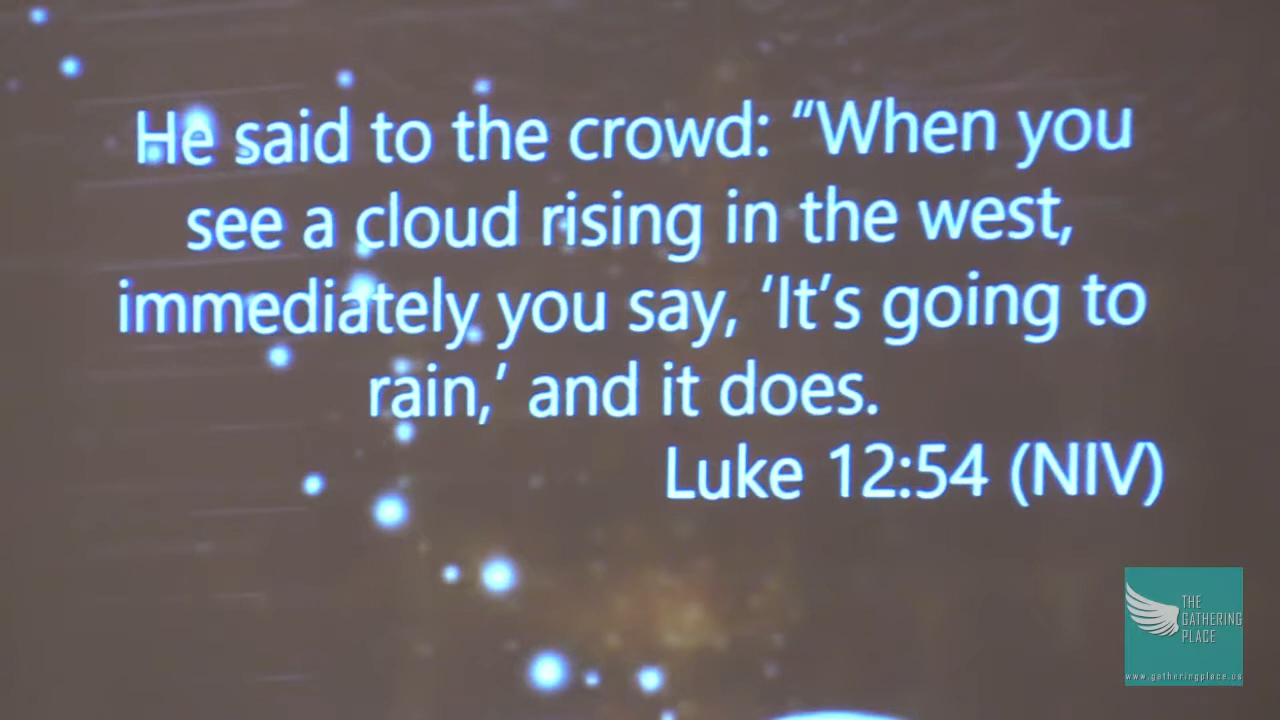 He said to the crowd: “When you
see a cloud rising in the west,
immediately you say, ‘It’s going to
rain,’ and it does.
Luke 12:54 (NIV)
THE
GATHERING
PLACE
www.gatheringplace.us